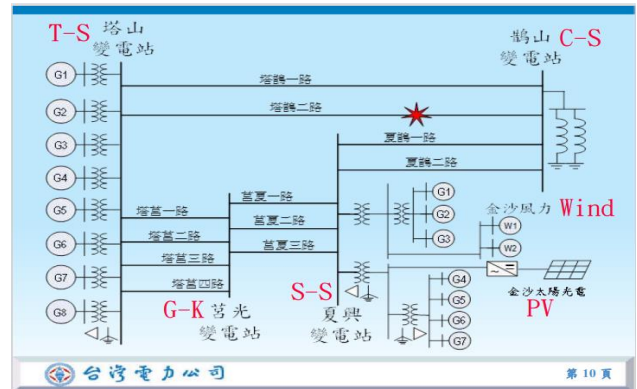 T-S 塔山
變電站
鵲山 C-S
變電站
G1
G2
G3
G4
G5
G6
G7
G8
塔鵲一路
塔鵲二路
夏鵲一路
夏鵲二路
塔莒一路
塔莒二路
塔莒三路
塔莒四路
莒夏一路
莒夏二路
莒夏三路
G1
G2
G3
金沙風力 Wind
W1
W2
金沙太陽光電
PV
G4
G5
G6
G7
G-K 莒光
變電站
S-S
夏興
變電站
台灣電力公司
第 10 頁